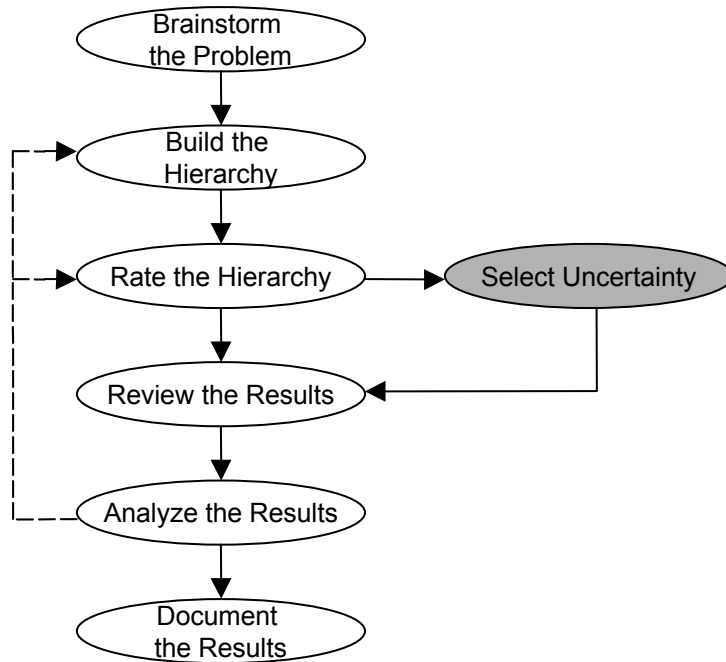 Brainstorm
the Problem
Build the
Hierarchy
Rate the Hierarchy
Select Uncertainty
Review the Results
Analyze the Results
Document
the Results